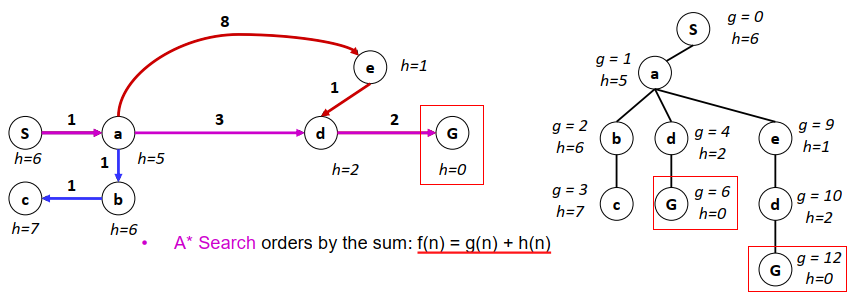 8
e
h=1
1
S
1
a
3
d
2
G
h=6
1
h=5
h=2
h=0
c
1
b
h=7
h=6
• A* Search orders by the sum: f(n) = g(n) + h(n)
S
g = 0
h=6
g = 1
h=5
a
g = 2
h=6
b
d
g = 4
h=2
e
g = 9
h=1
g = 3
h=7
c
G
g = 6
h=0
d
g = 10
h=2
G
g = 12
h=0